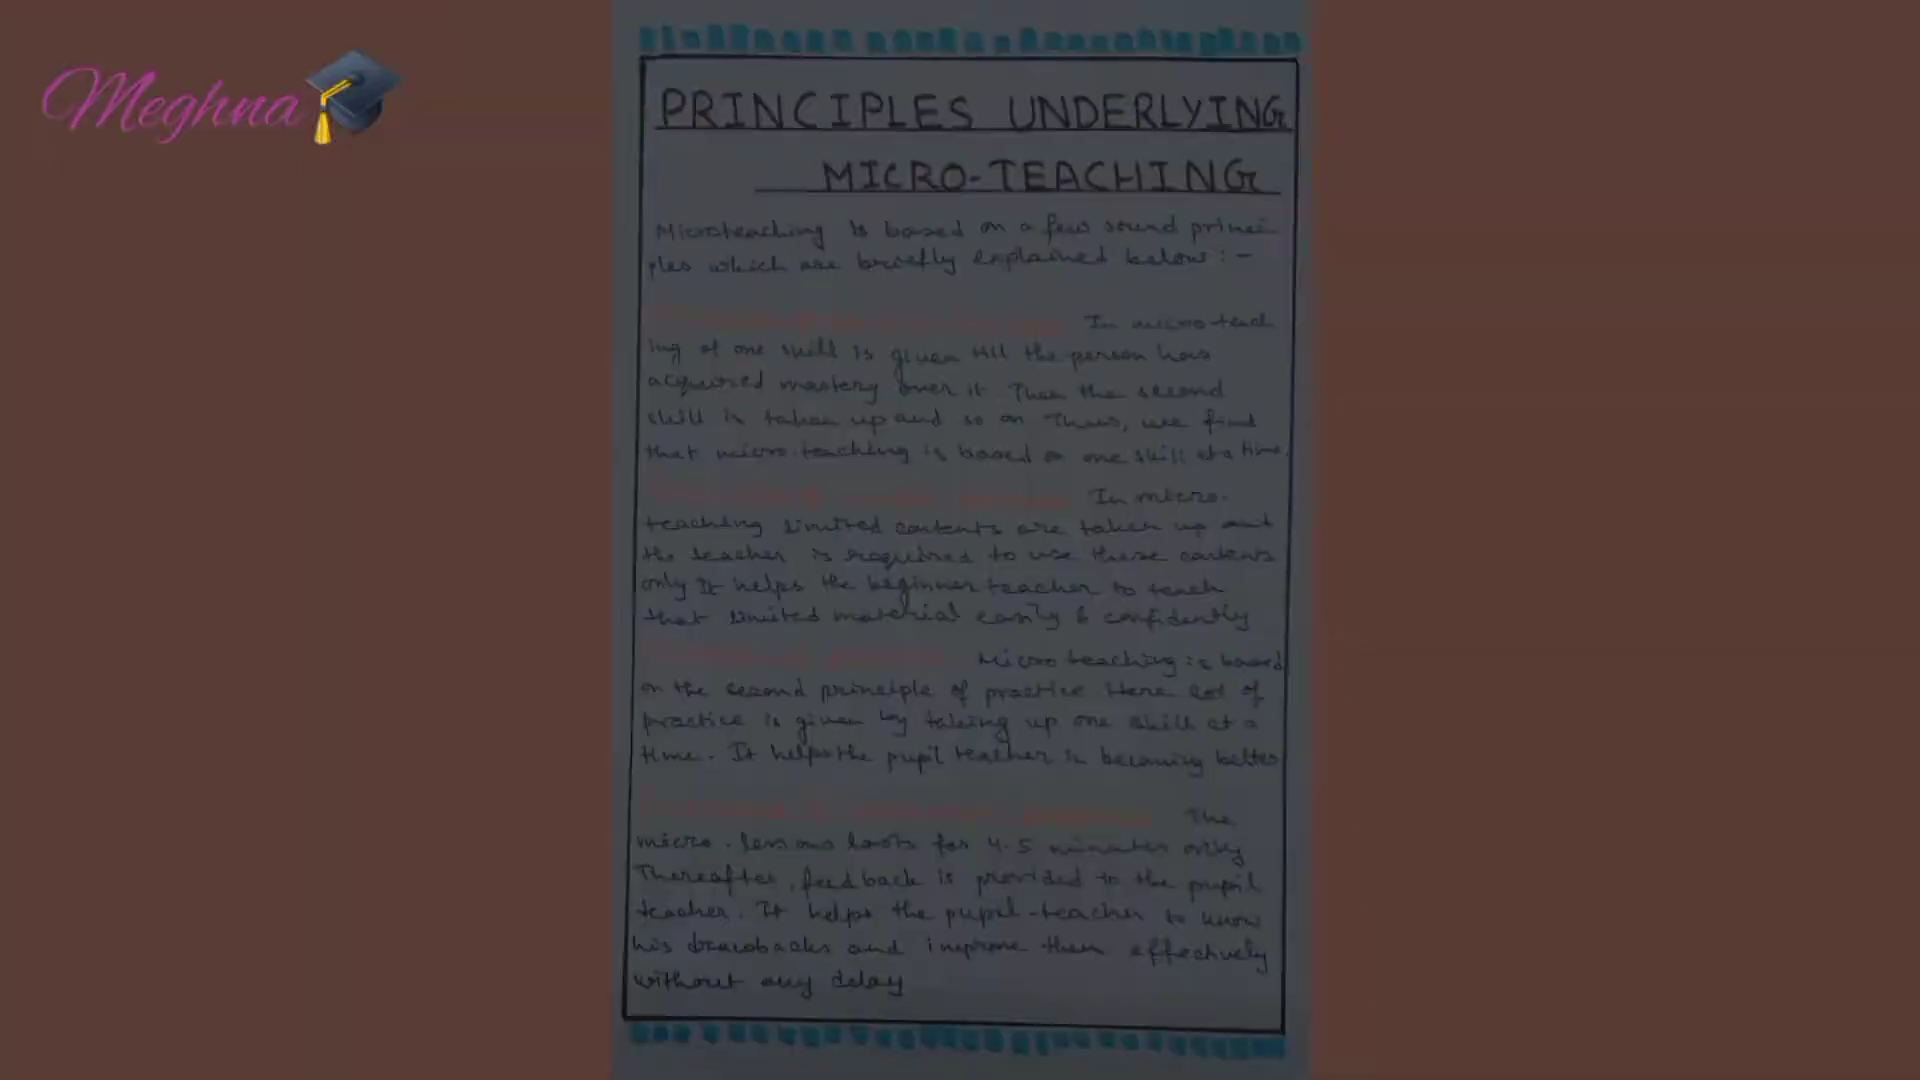 Meghna
PRINCIPLES UNDERLYING
MICRO-TEACHING
Microteaching is based on a few sound princi-
ples which are briefly explained below:-
In micro-teach
ing of one skill is given till the person has
acquired mastery over it. Then the second
skill is taken up and so on Thus, we find
that micro-teaching is based on one skill at a time.
In micro-
teaching limited contents are taken up and
the teacher is required to use these contents
only It helps the beginner teacher to teach
that limited material easily & confidently
Micro teaching is based
on the second principle of practice. Here lot of
practice is given by taking up one skill at a
time. It helps the pupil teacher in becoming better
The
micro-lessons lasts for 4-5 minutes only
Thereafter, feedback is provided to the pupil
teacher. It helps the pupil-teacher to know
his drawbacks and improve them effectively
without any delay